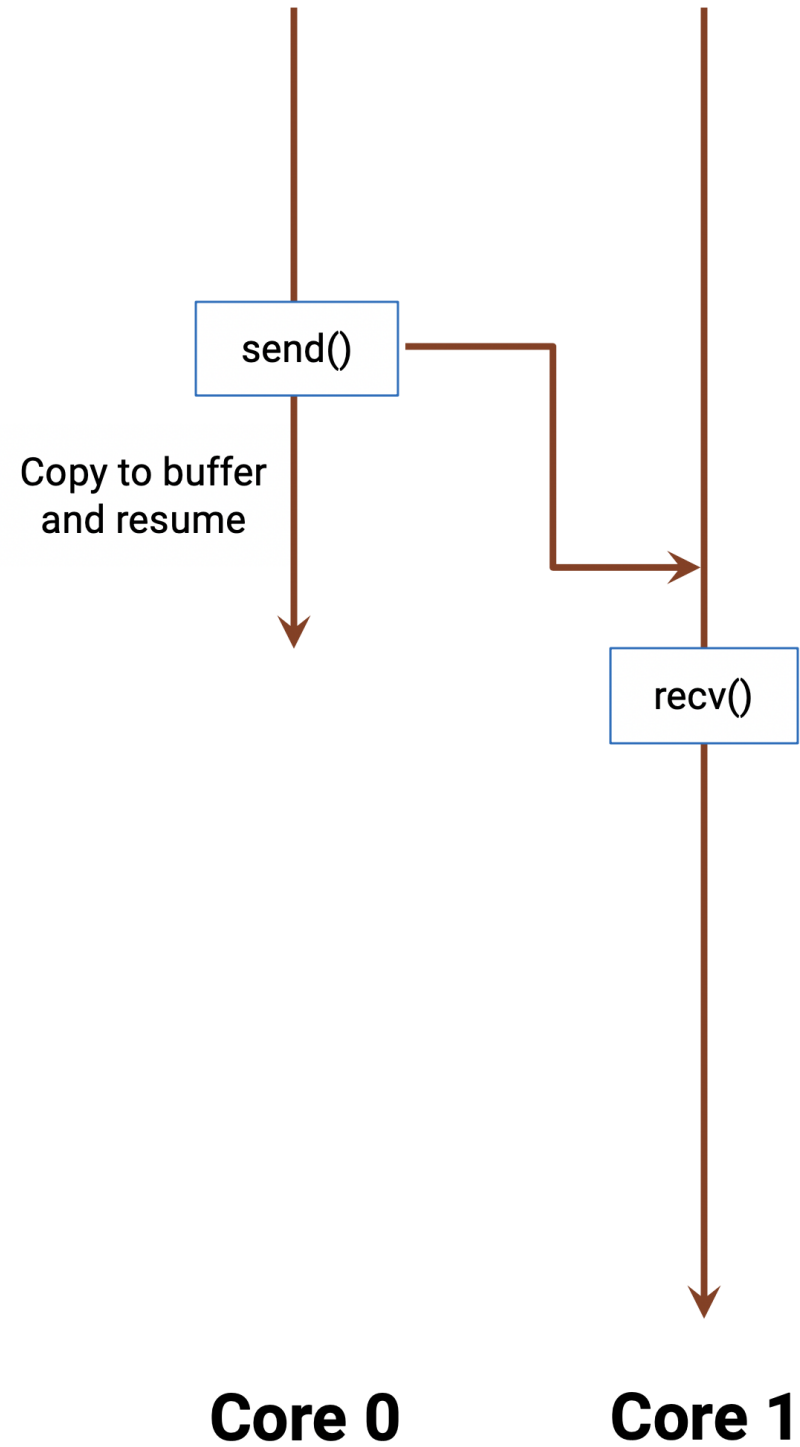 send()
Copy to buffer
and resume
recv()
Core 0
Core 1